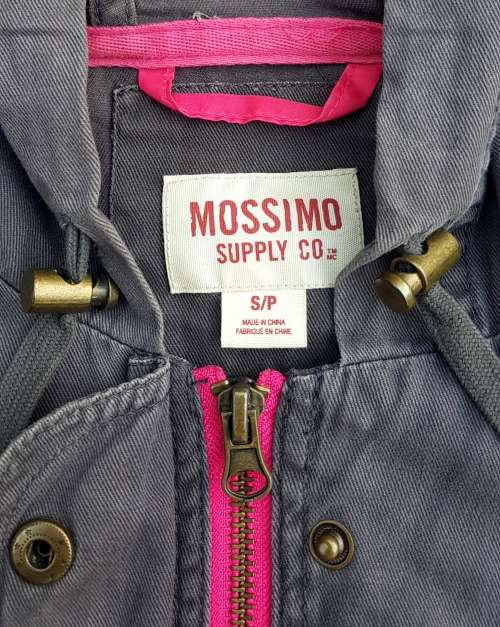 MOSSIMO
SUPPLY CO ™ MC
S/P
MADE IN CHINA
FABRIQUÉ EN CHINE